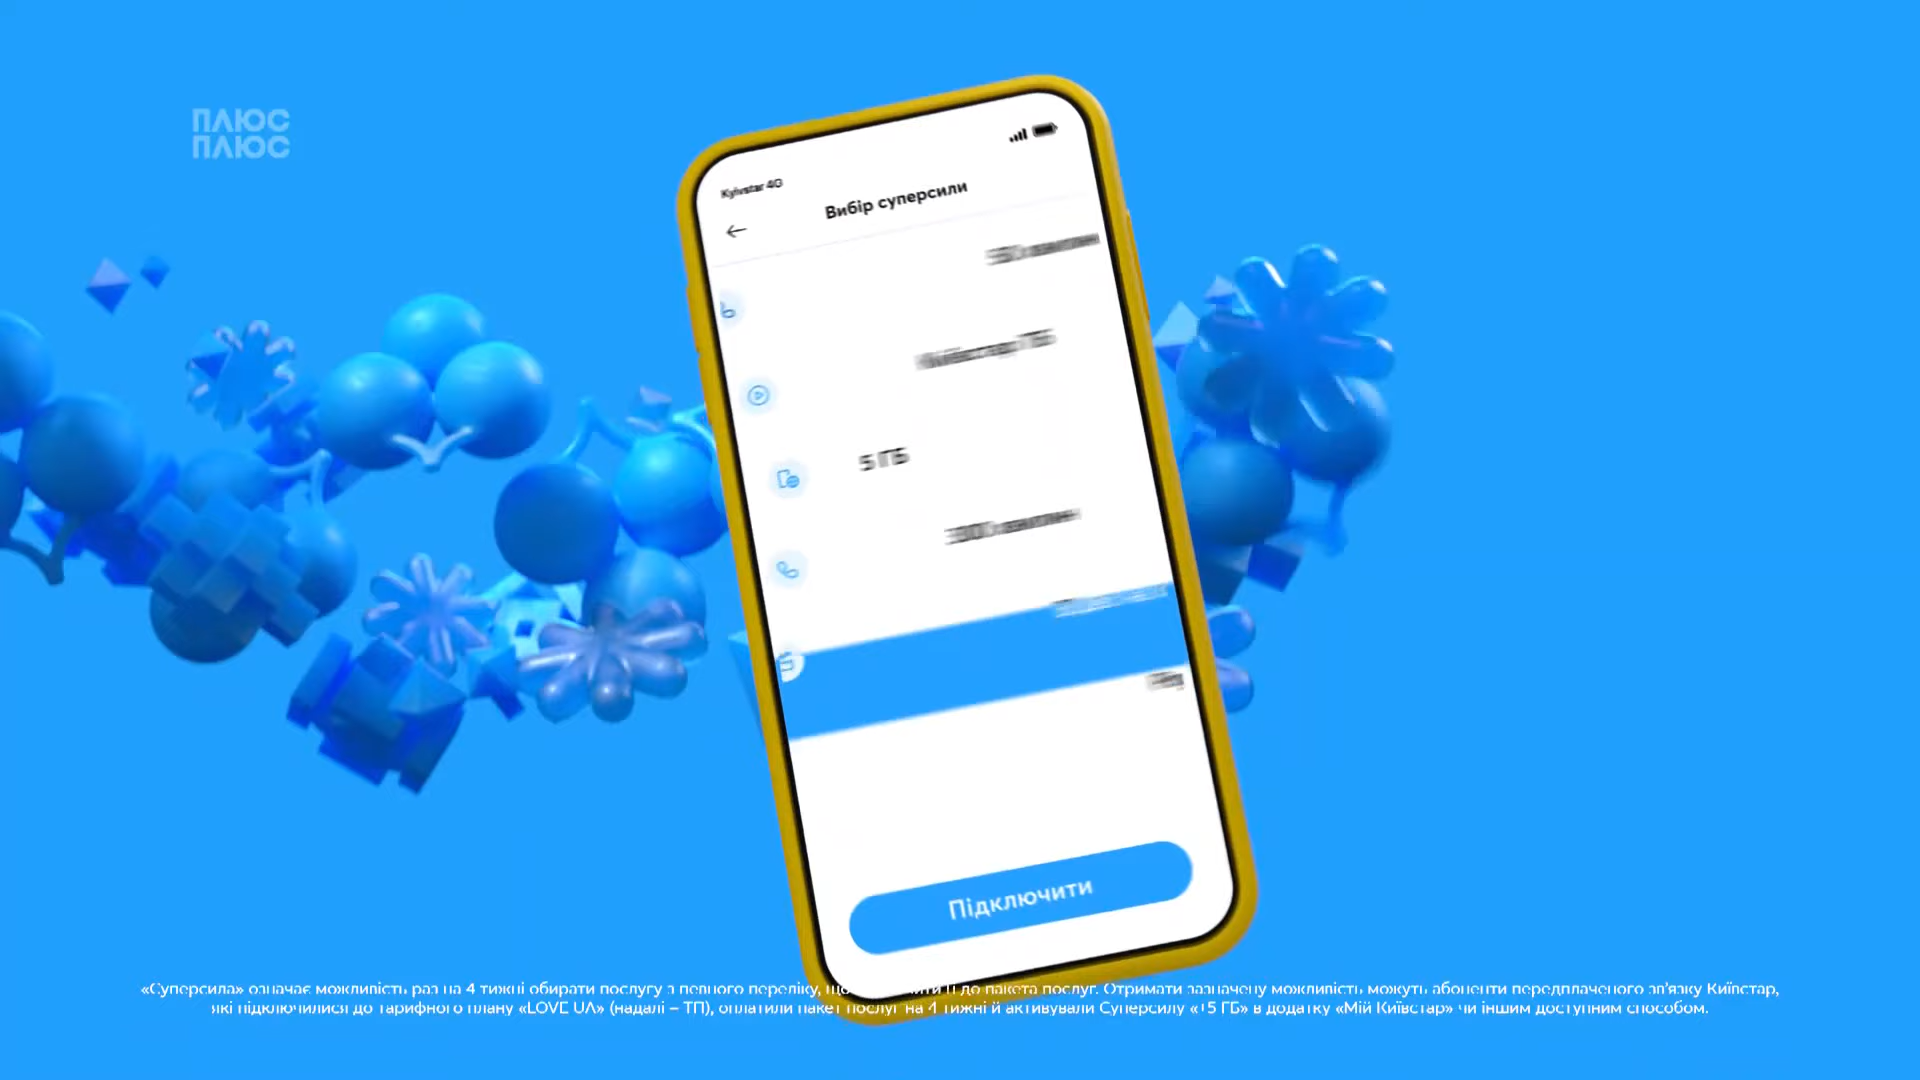 ПЛЮС
ПЛЮС
Kyivstar 4G
Вибір суперсили
5 ГБ
Підключити
«Суперсила» означає можливість раз на 4 тижні обирати послугу з певного переліку, до пакета послуг. Отримати зазначену можливість можуть абоненти передплаченого зв'язку Київстар,
які підключилися до тарифного плану «LOVE UA» (надалі – ТП), оплатили пакет послуг на 4 тижні й активували Суперсилу «+5 ГБ» в додатку «Мій Київстар» чи іншим доступним способом.